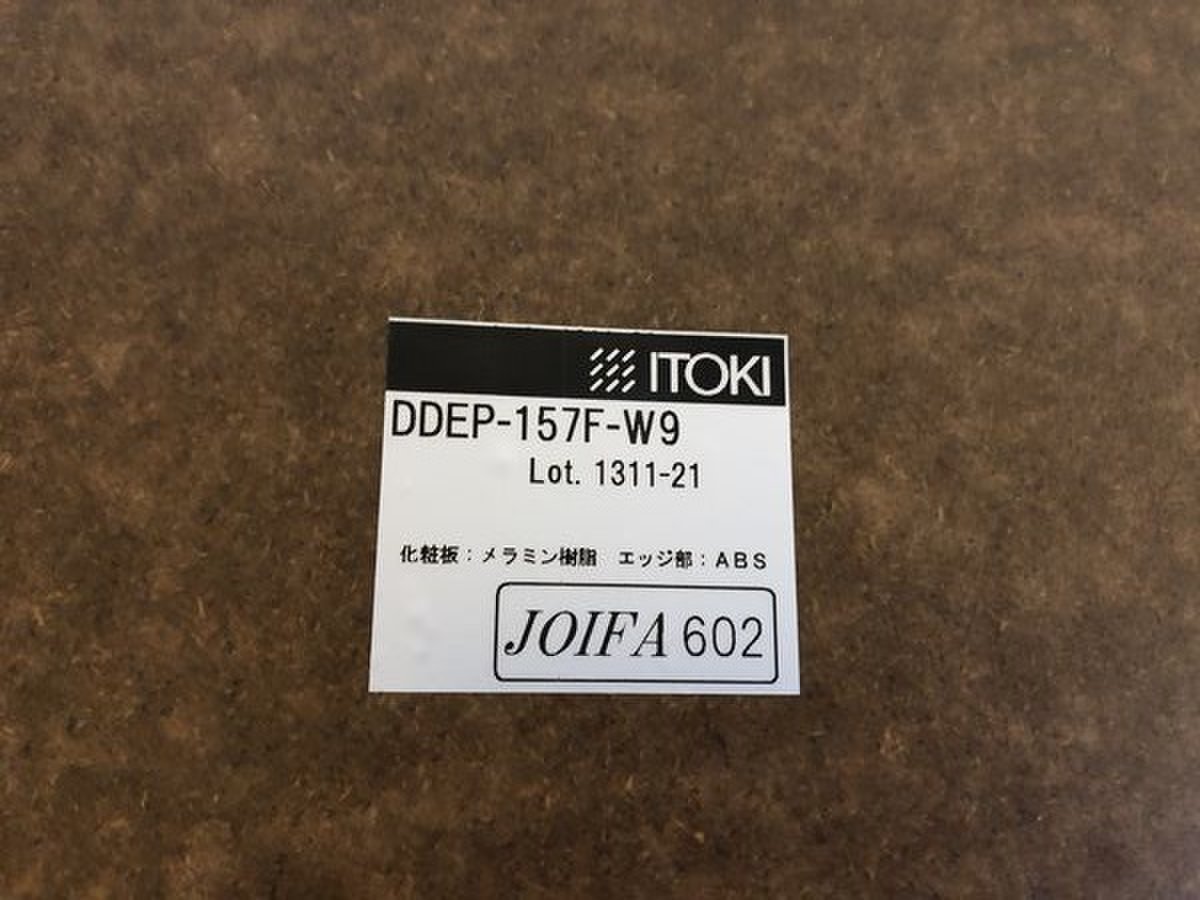 ITOKI
DDEP-157F-W9
Lot. 1311-21
化粧板：メラミン樹脂　エッジ部：ABS
JOIFA 602